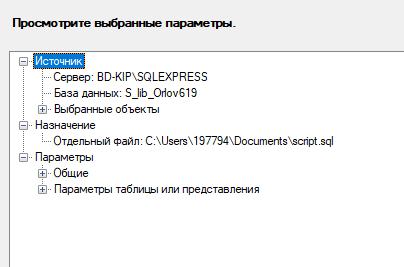 Просмотрите выбранные параметры.
Источник
Сервер: BD-KIP\SQLEXPRESS
База данных: S_lib_Orlov619
Выбранные объекты
Назначение
Отдельный файл: C:\Users\197794\Documents\script.sql
Параметры
Общие
Параметры таблицы или представления